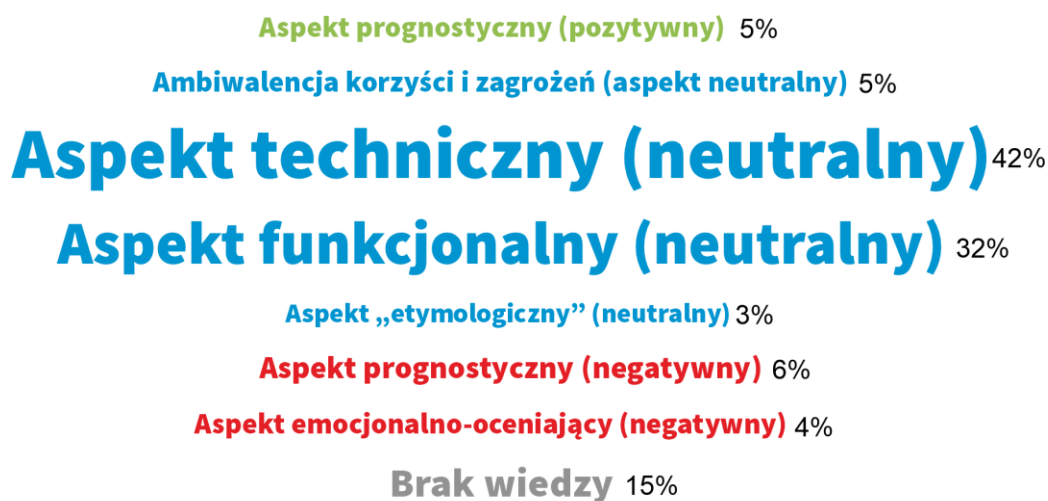 Aspekt prognostyczny (pozytywny) 5%
Ambiwalencja korzyści i zagrożeń (aspekt neutralny) 5%
Aspekt techniczny (neutralny) 42%
Aspekt funkcjonalny (neutralny) 32%
Aspekt „etymologiczny” (neutralny) 3%
Aspekt prognostyczny (negatywny) 6%
Aspekt emocjonalno-oceniający (negatywny) 4%
Brak wiedzy 15%